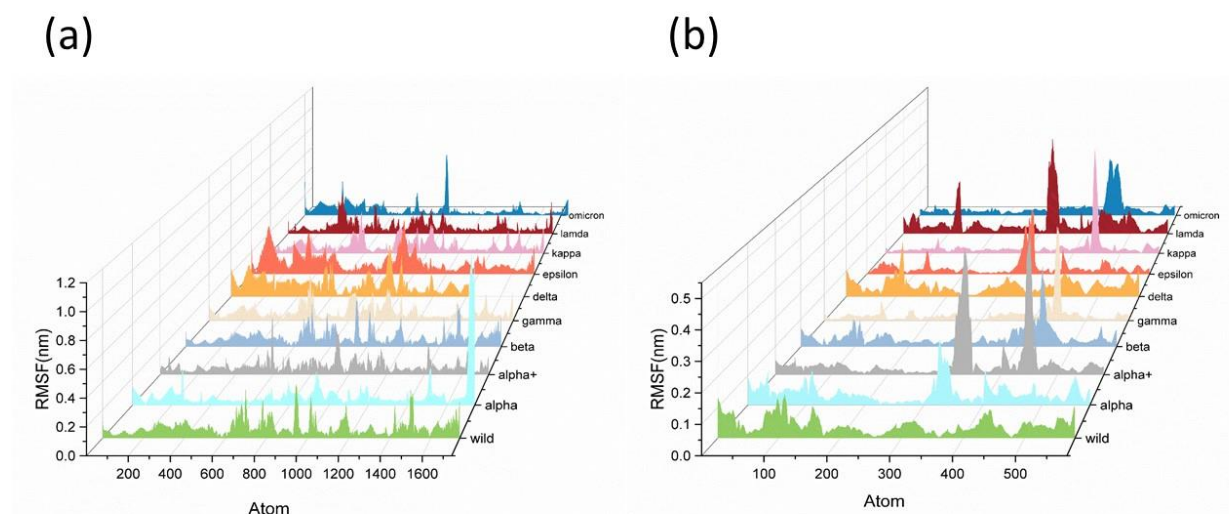 (a)
(b)
omicron
lamda
kappa
epsilon
delta
gamma
beta
alpha+
alpha
wild
1.2
1.0
0.8
0.6
0.4
0.2
0.0
RMSF(nm)
200 400 600 800 1000 1200 1400 1600
Atom
omicron
lamda
kappa
epsilon
delta
gamma
beta
alpha+
alpha
wild
0.5
0.4
0.3
0.2
0.1
0.0
RMSF(nm)
100 200 300 400 500
Atom